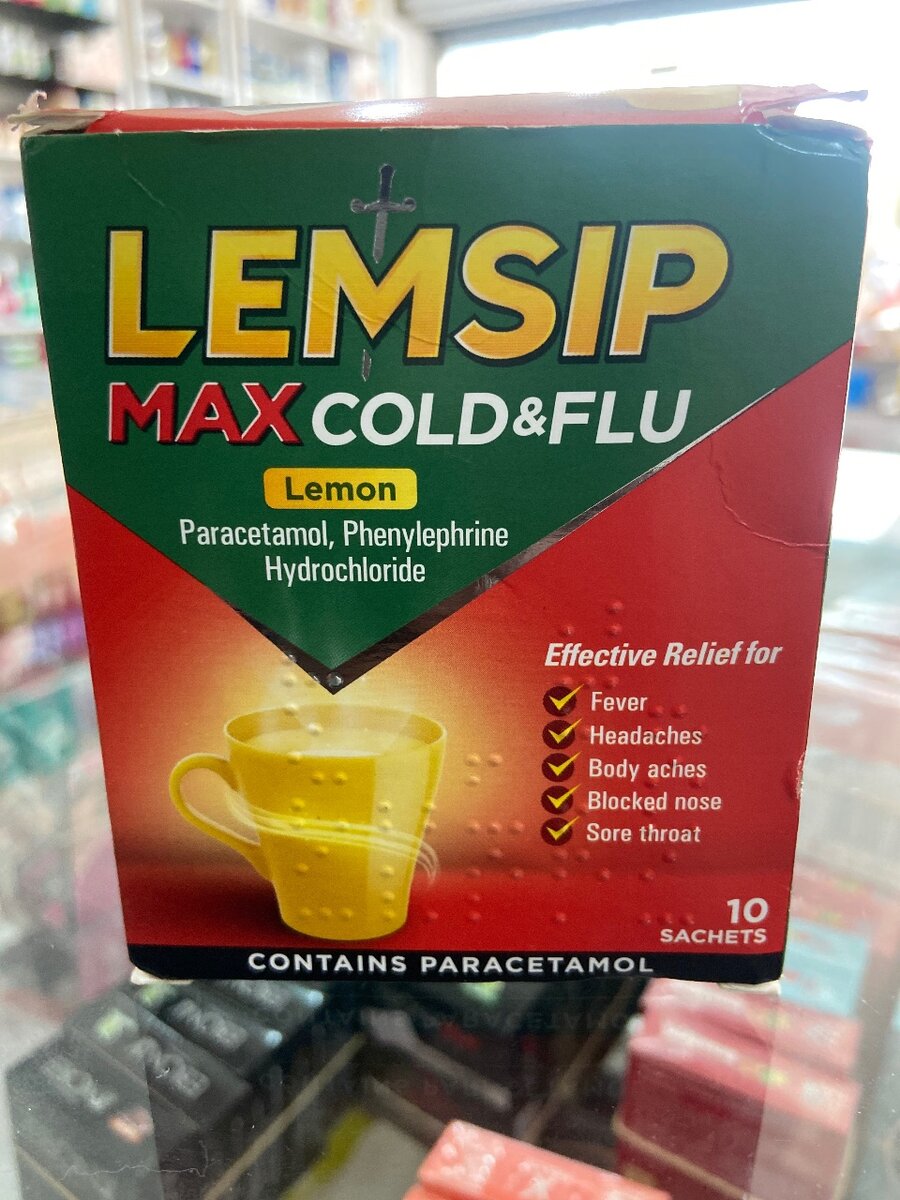 LEMSIP
MAX COLD & FLU
Lemon
Paracetamol, Phenylephrine
Hydrochloride
Effective Relief for
Fever
Headaches
Body aches
Blocked nose
Sore throat
10
SACHETS
CONTAINS PARACETAMOL